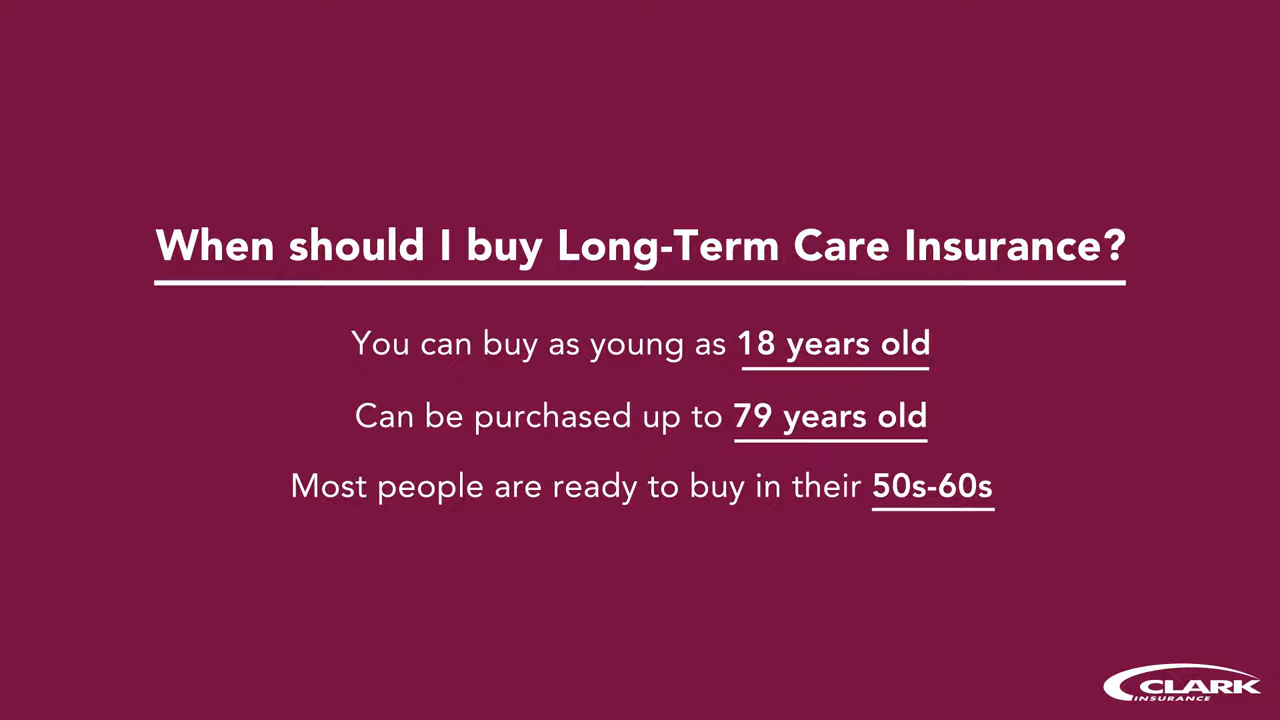 When should I buy Long-Term Care Insurance?
You can buy as young as 18 years old
Can be purchased up to 79 years old
Most people are ready to buy in their 50s-60s
CLARK
INSURANCE